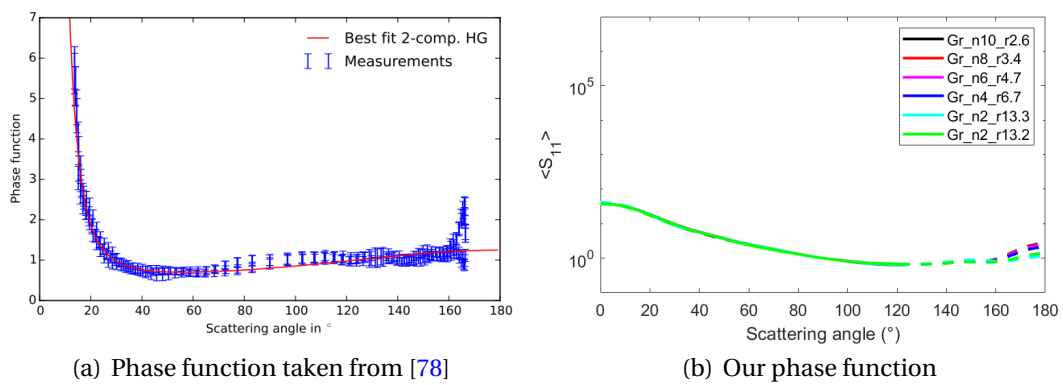 7
6
5
4
3
2
1
0
Phase function
Best fit 2-comp. HG
Measurements
0 20 40 60 80 100 120 140 160 180
Scattering angle in °
(a) Phase function taken from [78]
10^5
10^0
<S_11>
Gr_n10_r2.6
Gr_n8_r3.4
Gr_n6_r4.7
Gr_n4_r6.7
Gr_n2_r13.3
Gr_n2_r13.2
0 20 40 60 80 100 120 140 160 180
Scattering angle (°)
(b) Our phase function